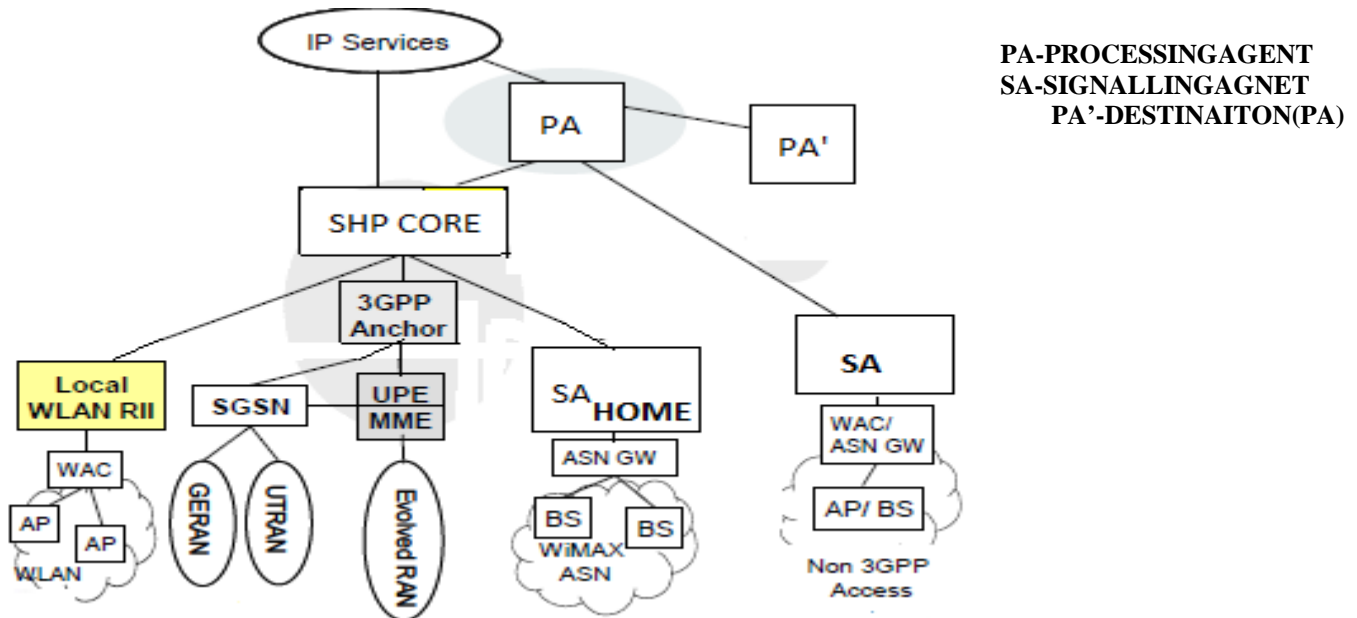 IP Services
PA-PROCESSINGAGENT
SA-SIGNALLINGAGNET
PA’-DESTINAITON(PA)
PA
PA'
SHP CORE
3GPP
Anchor
Local
WLAN RII
SGSN
UPE
MME
SA
HOME
SA
WAC
ASN GW
WAC/
ASN GW
GERAN
UTRAN
Evolved RAN
AP
AP
WLAN
BS
BS
WiMAX
ASN
AP/ BS
Non 3GPP
Access